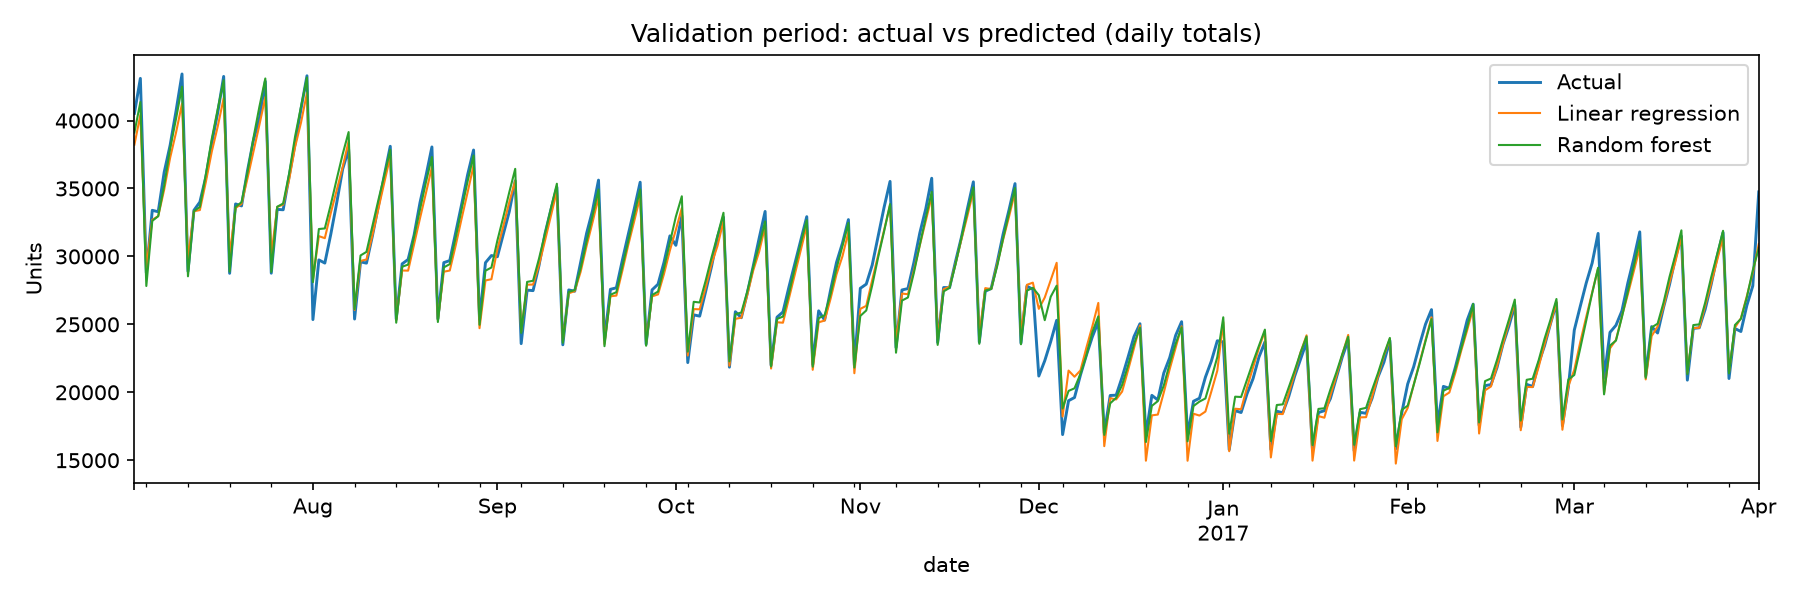 Validation period: actual vs predicted (daily totals)
Actual
Linear regression
Random forest
Units
40000
35000
30000
25000
20000
15000
Aug Sep Oct Nov Dec Jan Feb Mar Apr
2017
date